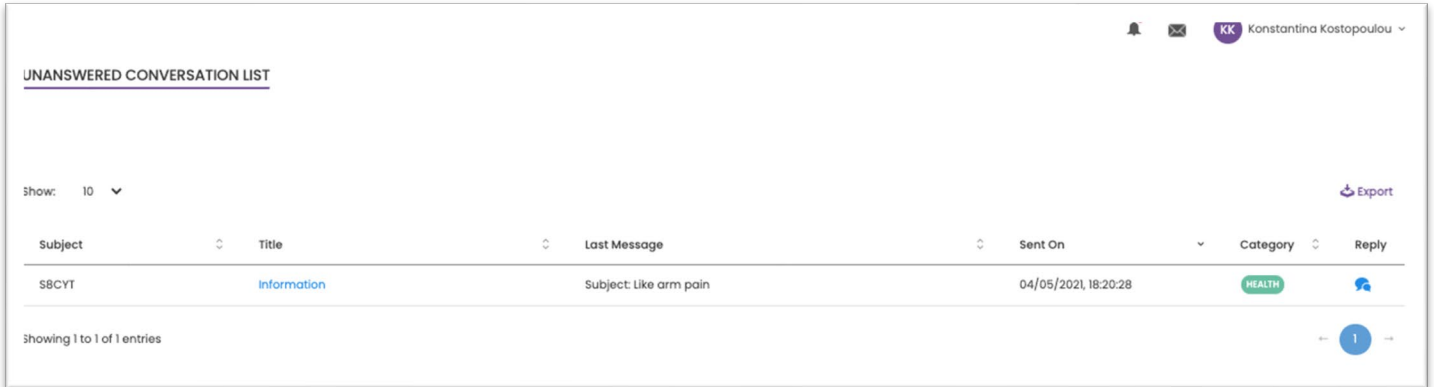 KK Konstantina Kostopoulou
UNANSWERED CONVERSATION LIST
Show: 10
Export
Subject Title Last Message Sent On Category Reply
S8CYT Information Subject: Like arm pain 04/05/2021, 18:20:28 HEALTH
Showing 1 to 1 of 1 entries ← 1 →